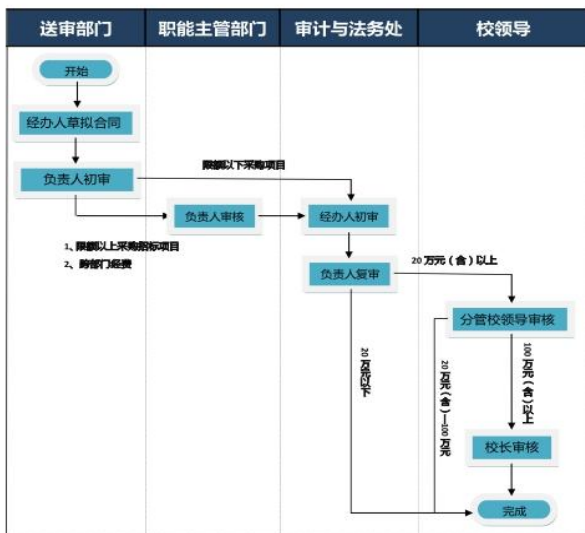 送审部门
职能主管部门
审计与法务处
校领导
开始
经办人草拟合同
负责人初审
限额以下采购项目
负责人审核
经办人初审
1、限额以上采购招标项目
2、跨部门经费
负责人复审
20万元(含)以上
分管校领导审核
20万元以下
20万元(含)—100万元
100万元(含)以上
校长审核
完成